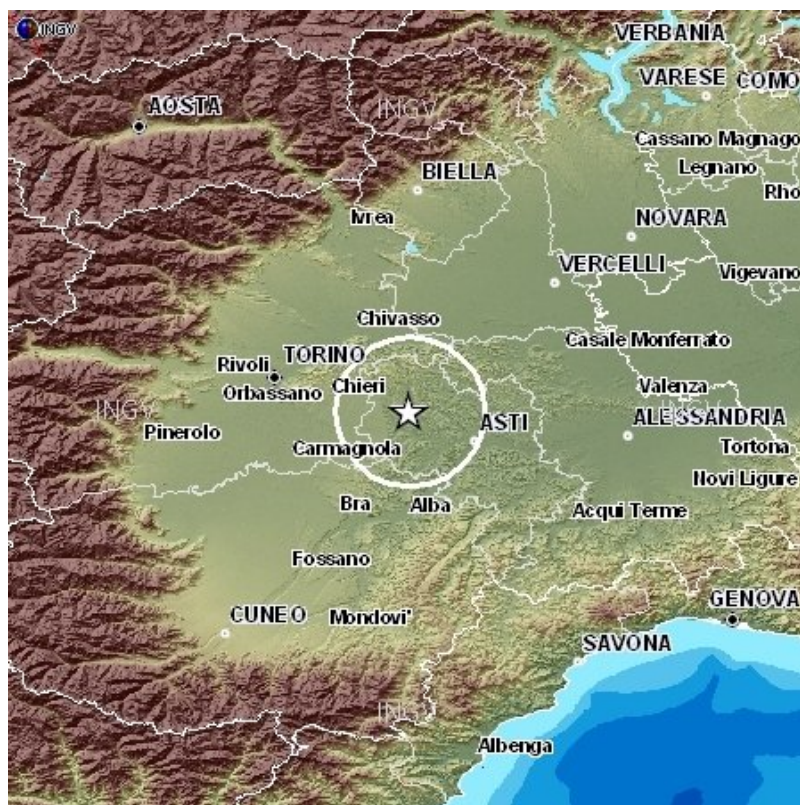 INGV
VERBANIA
VARESE
COMO
AOSTA
INGV
Cassano Magnago
Legnano
BIELLA
Rho
Ivrea
NOVARA
VERCELLI
Vigevano
Chivasso
Casale Monferrato
TORINO
Rivoli
Chieri
Orbassano
Valenza
INGV
INGV
ASTI
ALESSANDRIA
Pinerolo
Carmagnola
Tortona
Novi Ligure
Bra
Alba
Acqui Terme
Fossano
GENOVA
CUNEO
Mondovi'
SAVONA
INGV
Albenga